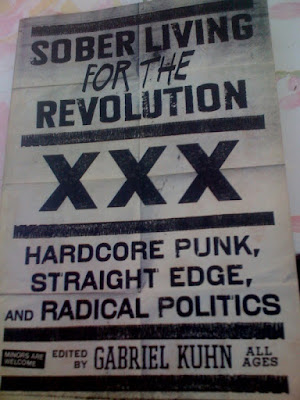 SOBER LIVING
FOR THE
REVOLUTION
XXX
HARDCORE PUNK,
STRAIGHT EDGE,
AND RADICAL POLITICS
MINORS ARE
WELCOME
EDITED
BY
GABRIEL KUHN
ALL
AGES